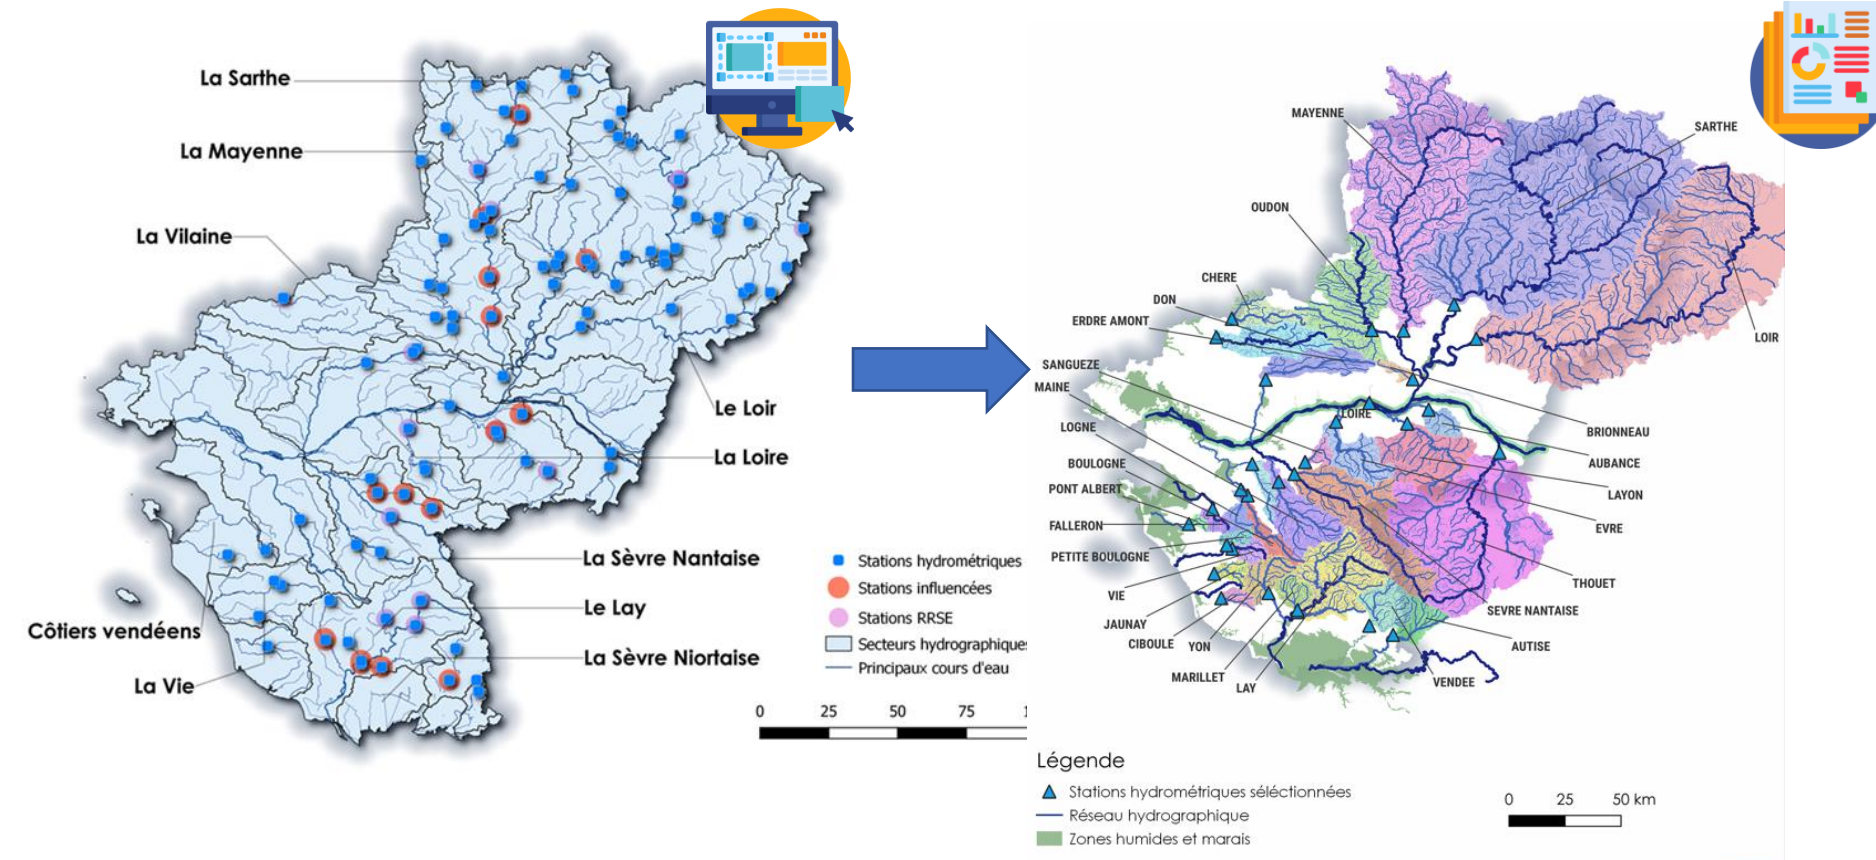 La Sarthe
La Mayenne
La Vilaine
Le Loir
La Loire
La Sèvre Nantaise
Le Lay
Côtiers vendéens
La Sèvre Niortaise
La Vie
Stations hydrométriques
Stations influencées
Stations RRSE
Secteurs hydrographiques
Principaux cours d'eau
0 25 50 75 1
MAYENNE
SARTHE
OUDON
CHERE
DON
ERDRE AMONT
LOIR
SANGUEZE
MAINE
LOIRE
LOGNE
BRIONNEAU
BOULOGNE
AUBANCE
PONT ALBERT
LAYON
FALLERON
EVRE
PETITE BOULOGNE
THOUET
VIE
SEVRE NANTAISE
JAUNAY
CIBOULE
YON
AUTISE
MARILLET
LAY
VENDEE
Légende
Stations hydrométriques séléctionnées
Réseau hydrographique
Zones humides et marais
0 25 50 km